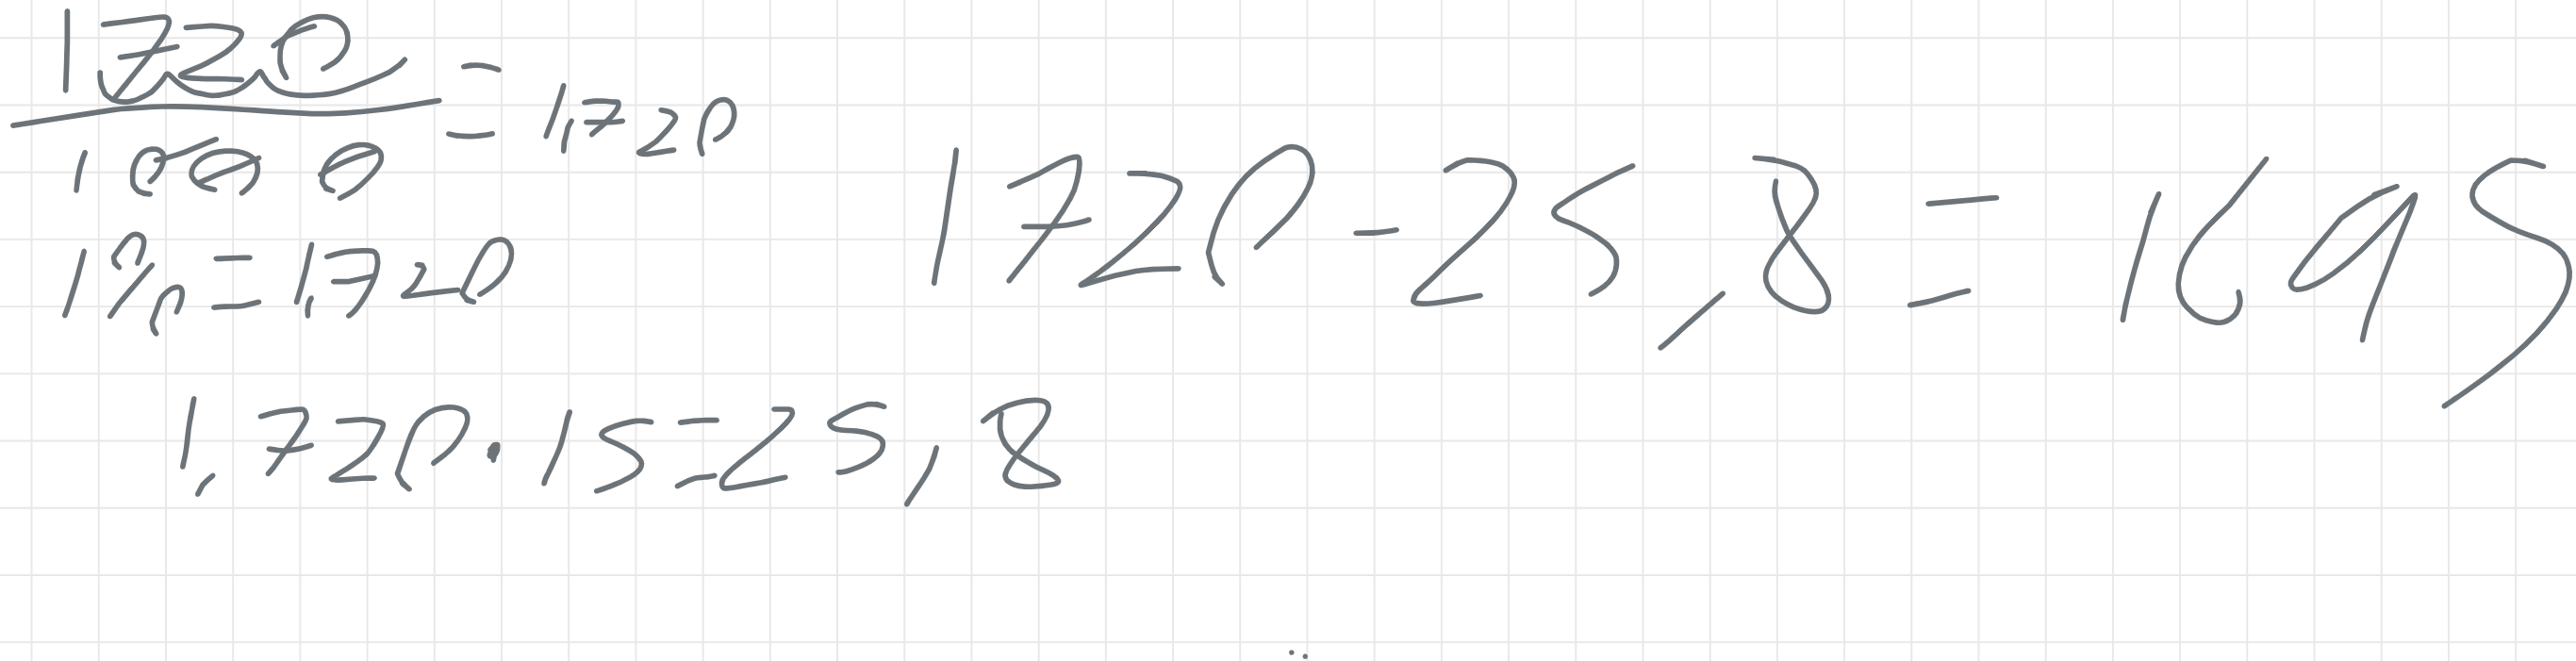 1720
1000 = 1,720
1% = 1,720
1720 - 25,8 = 1695
1,720 · 15 = 25,8